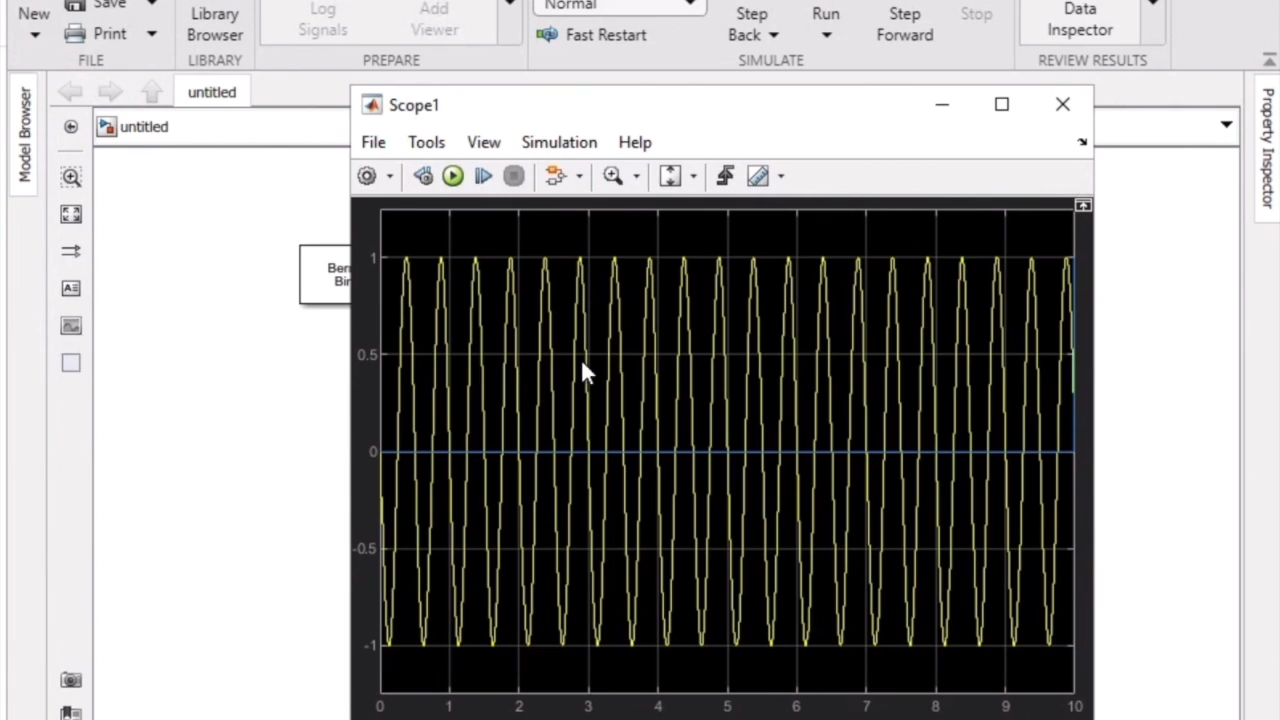 New
Save
Print
FILE
Library
Browser
LIBRARY
Log
Signals
Add
Viewer
PREPARE
Normal
Fast Restart
Step
Back
Run
Step
Forward
Stop
SIMULATE
Data
Inspector
REVIEW RESULTS
Model Browser
untitled
untitled
Property Inspector
Scope1
File Tools View Simulation Help
Ber
Bir
1
0.5
0
-0.5
-1
0 1 2 3 4 5 6 7 8 9 10